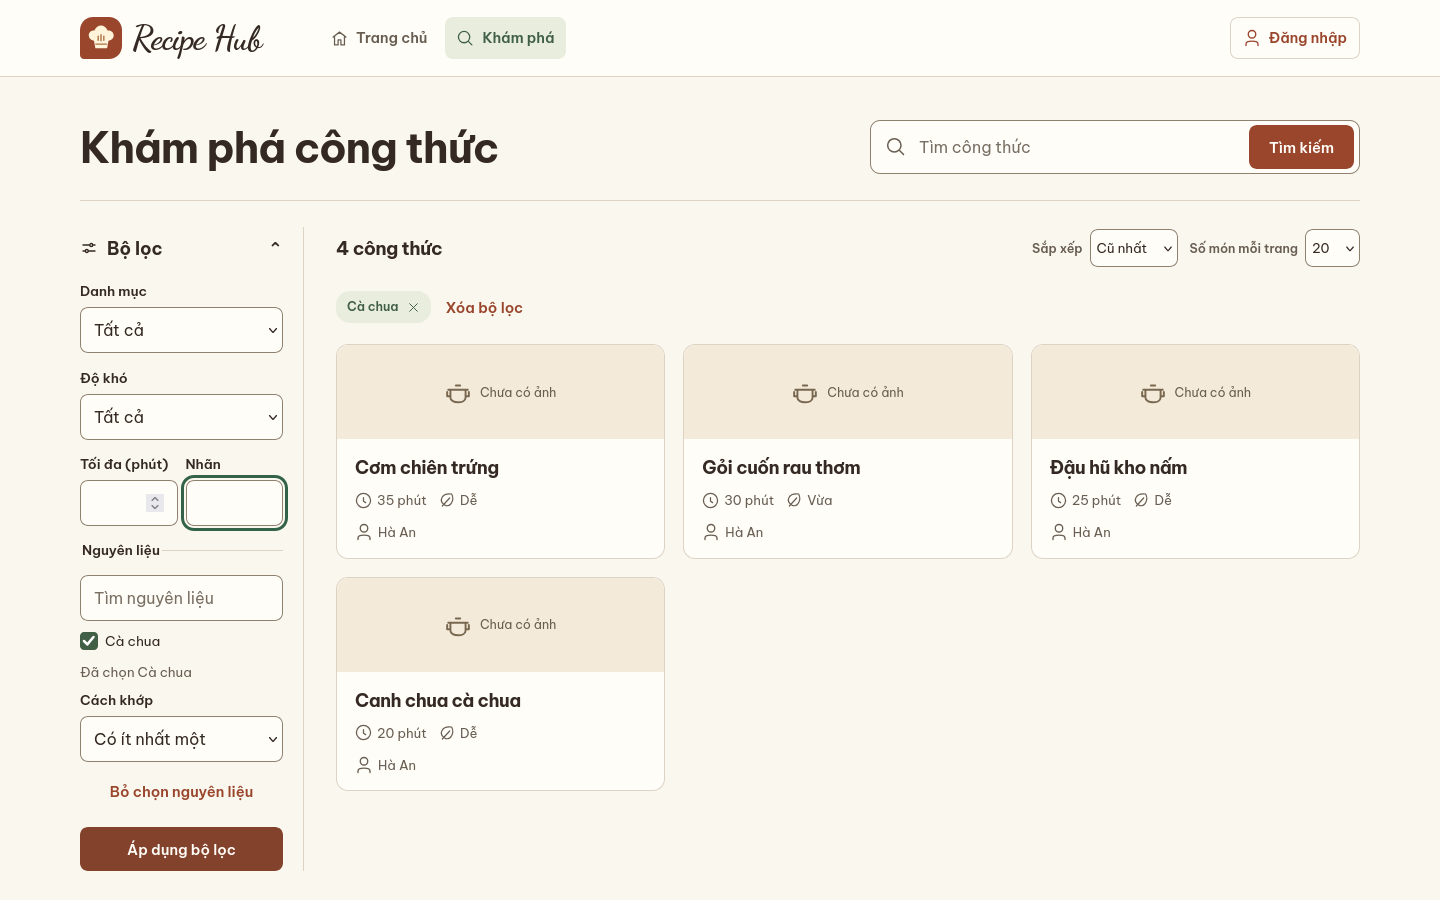 Recipe Hub
Trang chủ
Khám phá
Đăng nhập
Khám phá công thức
Tìm công thức
Tìm kiếm
Bộ lọc
Danh mục
Tất cả
Độ khó
Tất cả
Tối đa (phút)
Nhãn
Nguyên liệu
Tìm nguyên liệu
Cà chua
Đã chọn Cà chua
Cách khớp
Có ít nhất một
Bỏ chọn nguyên liệu
Áp dụng bộ lọc
4 công thức
Sắp xếp
Cũ nhất
Số món mỗi trang
20
Cà chua
Xóa bộ lọc
Chưa có ảnh
Cơm chiên trứng
35 phút
Dễ
Hà An
Chưa có ảnh
Gỏi cuốn rau thơm
30 phút
Vừa
Hà An
Chưa có ảnh
Đậu hũ kho nấm
25 phút
Dễ
Hà An
Chưa có ảnh
Canh chua cà chua
20 phút
Dễ
Hà An